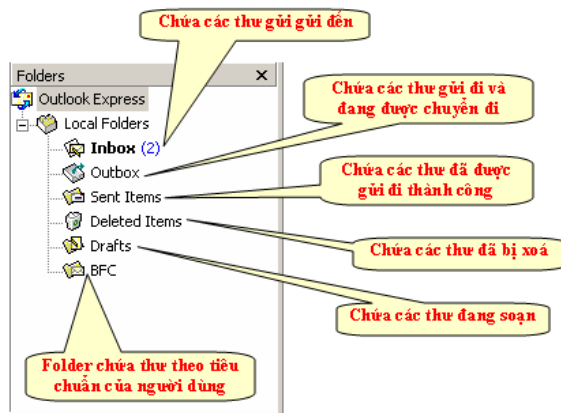 Chứa các thư gửi gửi đến
Folders
Outlook Express
Local Folders
Inbox (2)
Outbox
Sent Items
Deleted Items
Drafts
BFC
Chứa các thư gửi đi và
đang được chuyển đi
Chứa các thư đã được
gửi đi thành công
Chứa các thư đã bị xoá
Chứa các thư đang soạn
Folder chứa thư theo tiêu
chuẩn của người dùng